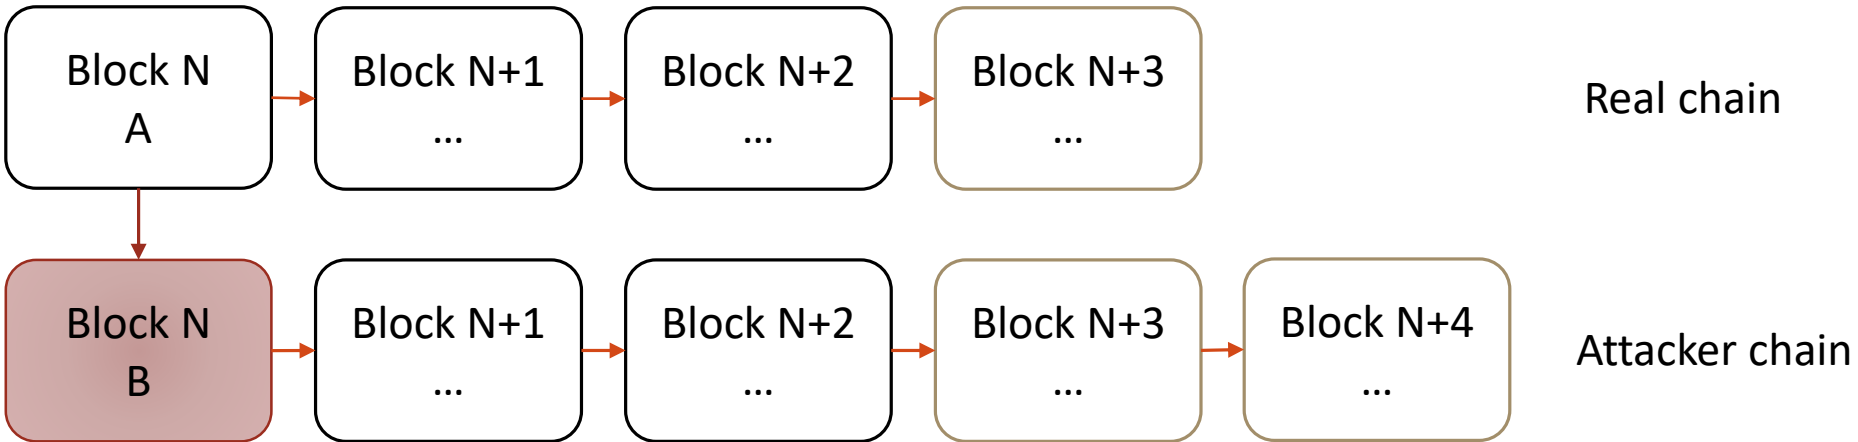 Block N
A
Block N+1
...
Block N+2
...
Block N+3
...
Real chain
Block N
B
Block N+1
...
Block N+2
...
Block N+3
...
Block N+4
...
Attacker chain